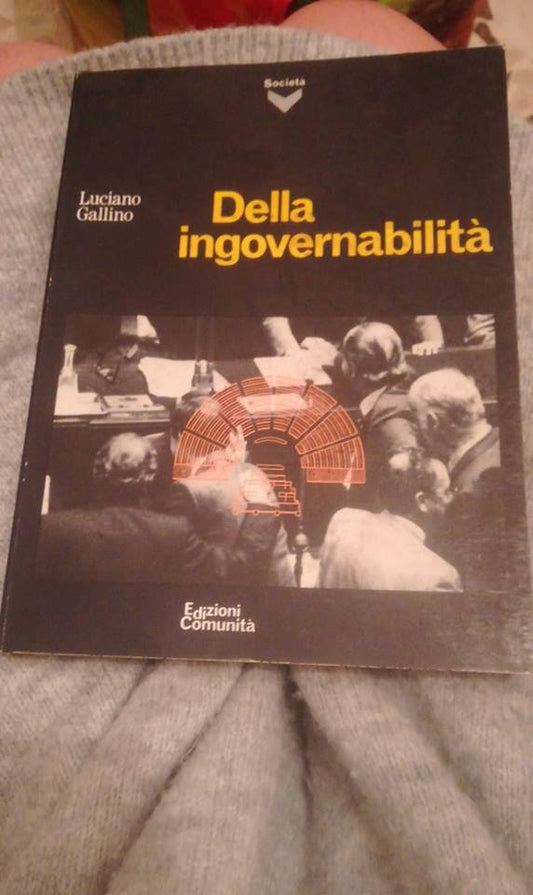 Società
Luciano
Gallino
Della
ingovernabilità
Edizioni
Comunità